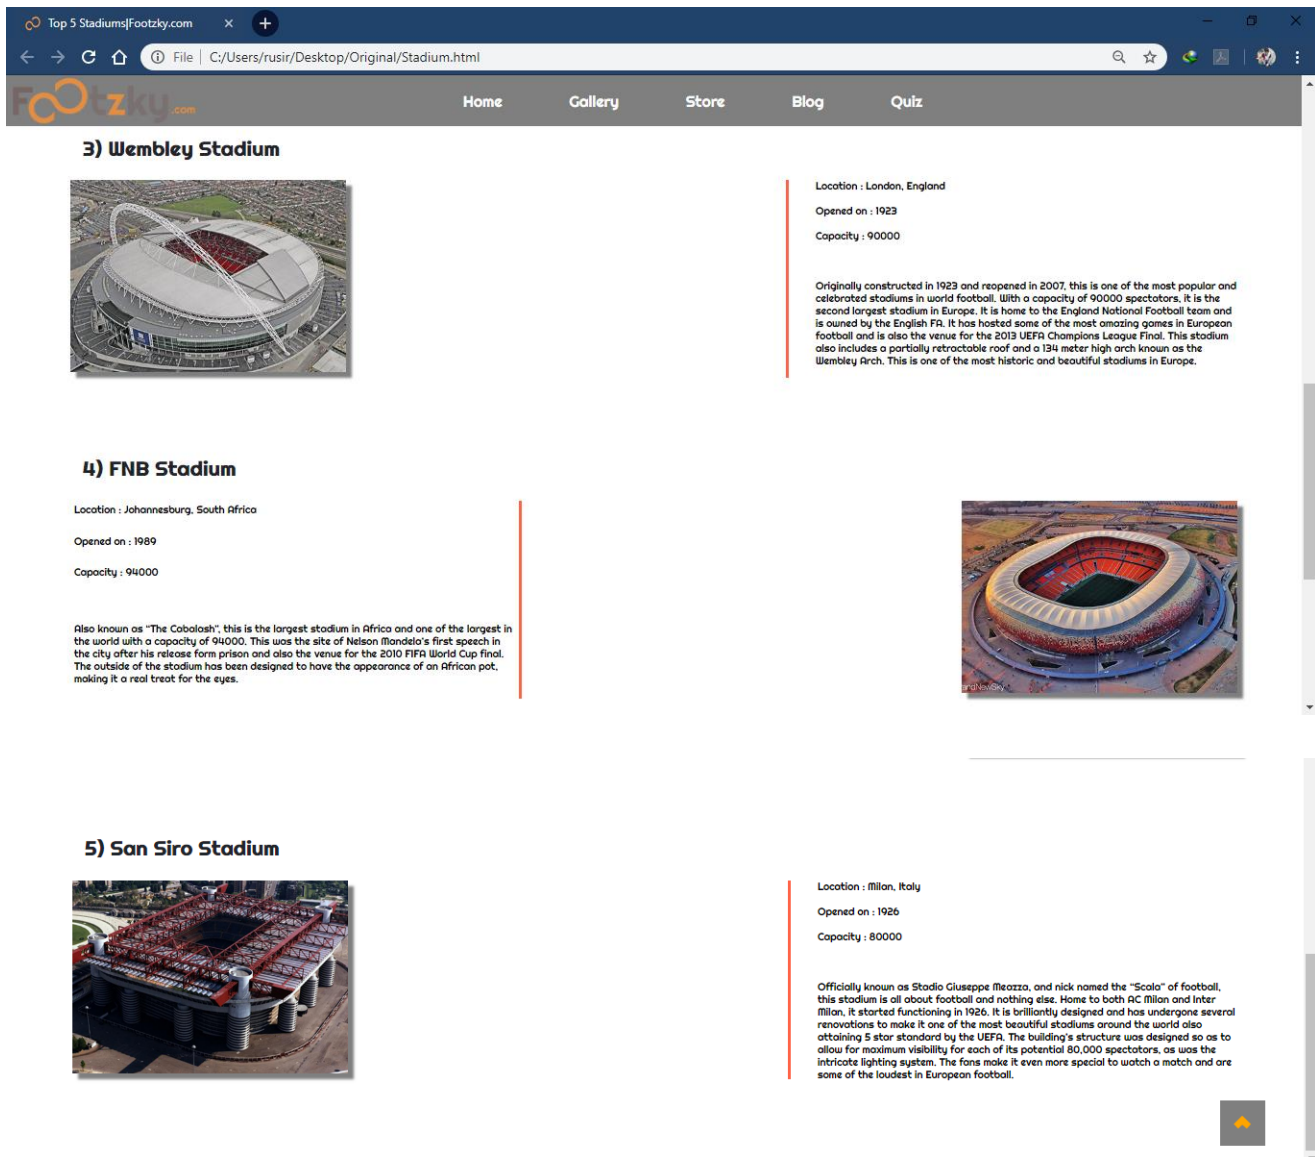 Top 5 Stadiums|Footzky.com
File | C:/Users/rusir/Desktop/Original/Stadium.html
Footzky.com
Home Gallery Store Blog Quiz
3) Wembley Stadium
Location : London, England
Opened on : 1923
Capacity : 90000
Originally constructed in 1923 and reopened in 2007, this is one of the most popular and
celebrated stadiums in world football. With a capacity of 90000 spectators, it is the
second largest stadium in Europe. It is home to the England National Football team and
is owned by the English FA. It has hosted some of the most amazing games in European
football and is also the venue for the 2013 UEFA Champions League Final. This stadium
also includes a partially retractable roof and a 134 meter high arch known as the
Wembley Arch. This is one of the most historic and beautiful stadiums in Europe.
4) FNB Stadium
Location : Johannesburg, South Africa
Opened on : 1989
Capacity : 94000
Also known as "The Cabalash", this is the largest stadium in Africa and one of the largest in
the world with a capacity of 94000. This was the site of Nelson Mandela's first speech in
the city after his release form prison and also the venue for the 2010 FIFA World Cup final.
The outside of the stadium has been designed to have the appearance of an African pot,
making it a real treat for the eyes.
5) San Siro Stadium
Location : Milan, Italy
Opened on : 1926
Capacity : 80000
Officially known as Stadio Giuseppe Meazza, and nick named the "Scala" of football,
this stadium is all about football and nothing else. Home to both AC Milan and Inter
Milan, it started functioning in 1926. It is brilliantly designed and has undergone several
renovations to make it one of the most beautiful stadiums around the world also
attaining 5 star standard by the UEFA. The building's structure was designed so as to
allow for maximum visibility for each of its potential 80,000 spectators, as was the
intricate lighting system. The fans make it even more special to watch a match and are
some of the loudest in European football.